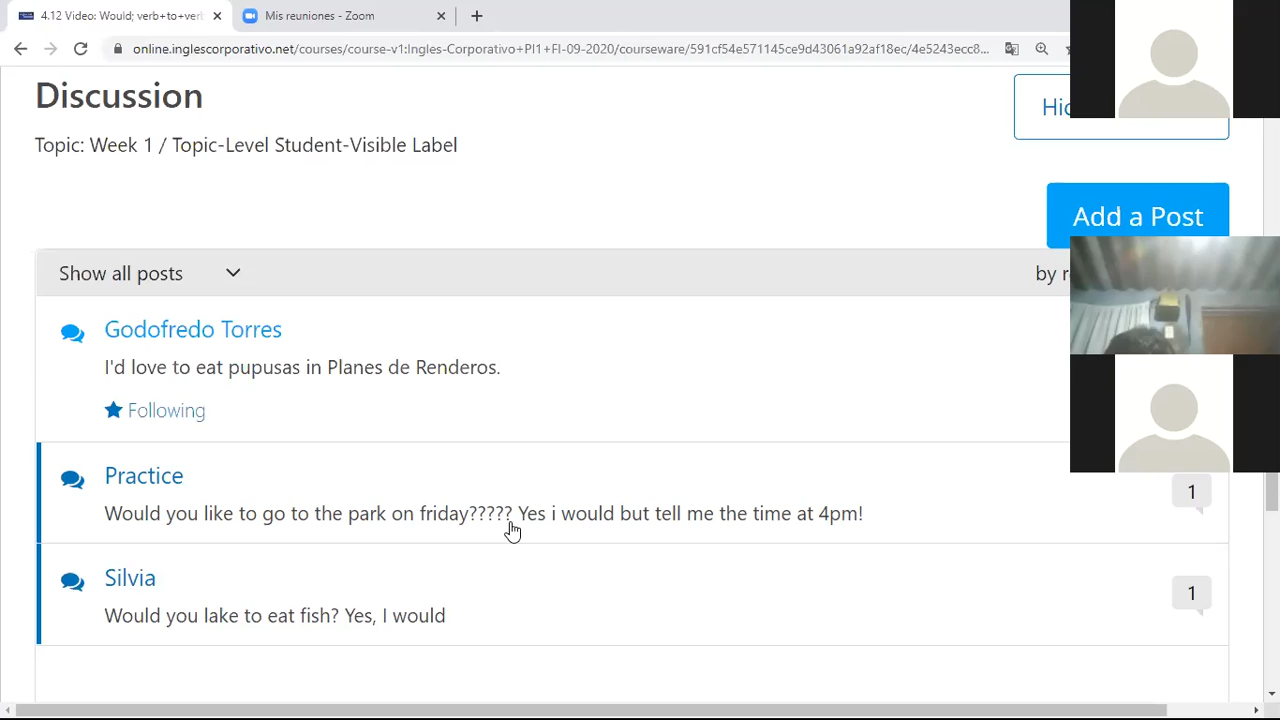 4.12 Video: Would; verb+to+verb
Mis reuniones - Zoom
online.inglescorporativo.net/courses/course-v1:Ingles-Corporativo+PI1+FI-09-2020/courseware/591cf54e571145ce9d43061a92af18ec/4e5243ecc8...
Discussion
Topic: Week 1 / Topic-Level Student-Visible Label
Add a Post
Show all posts
by
Godofredo Torres
I'd love to eat pupusas in Planes de Renderos.
Following
Practice
Would you like to go to the park on friday????? Yes i would but tell me the time at 4pm!
1
Silvia
Would you lake to eat fish? Yes, I would
1